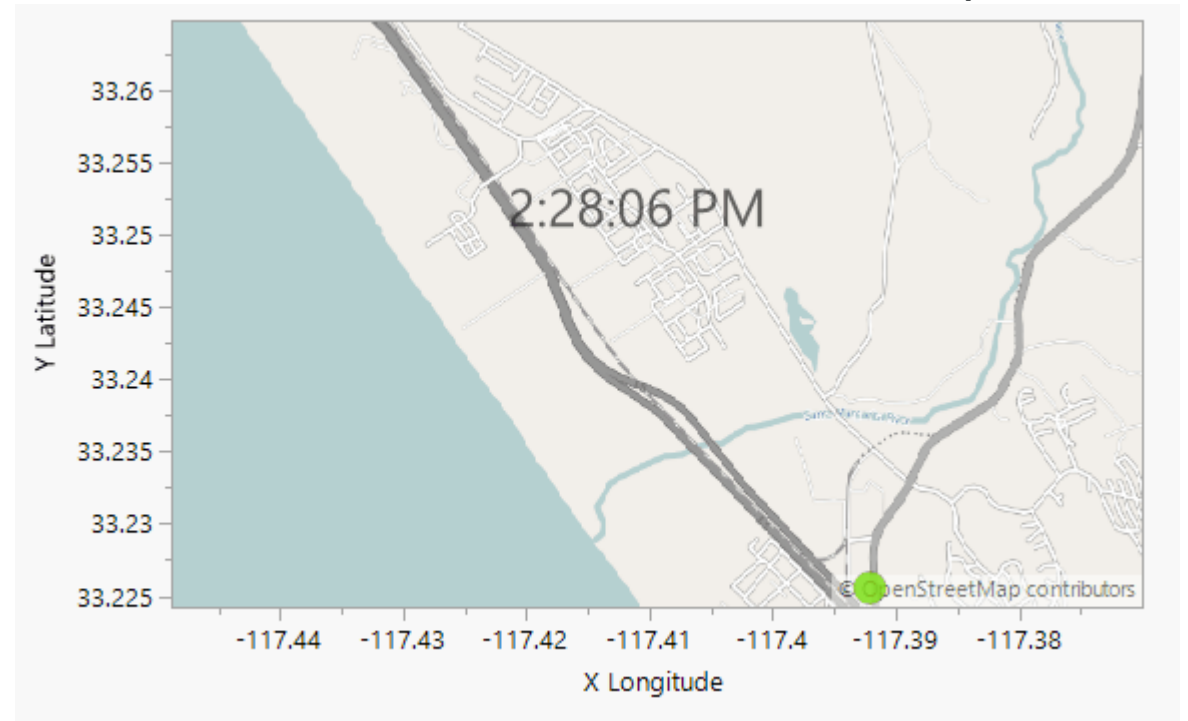 33.26
33.255
2:28:06 PM
33.25
Y Latitude
33.245
33.24
33.235
33.23
33.225
© OpenStreetMap contributors
-117.44 -117.43 -117.42 -117.41 -117.4 -117.39 -117.38
X Longitude